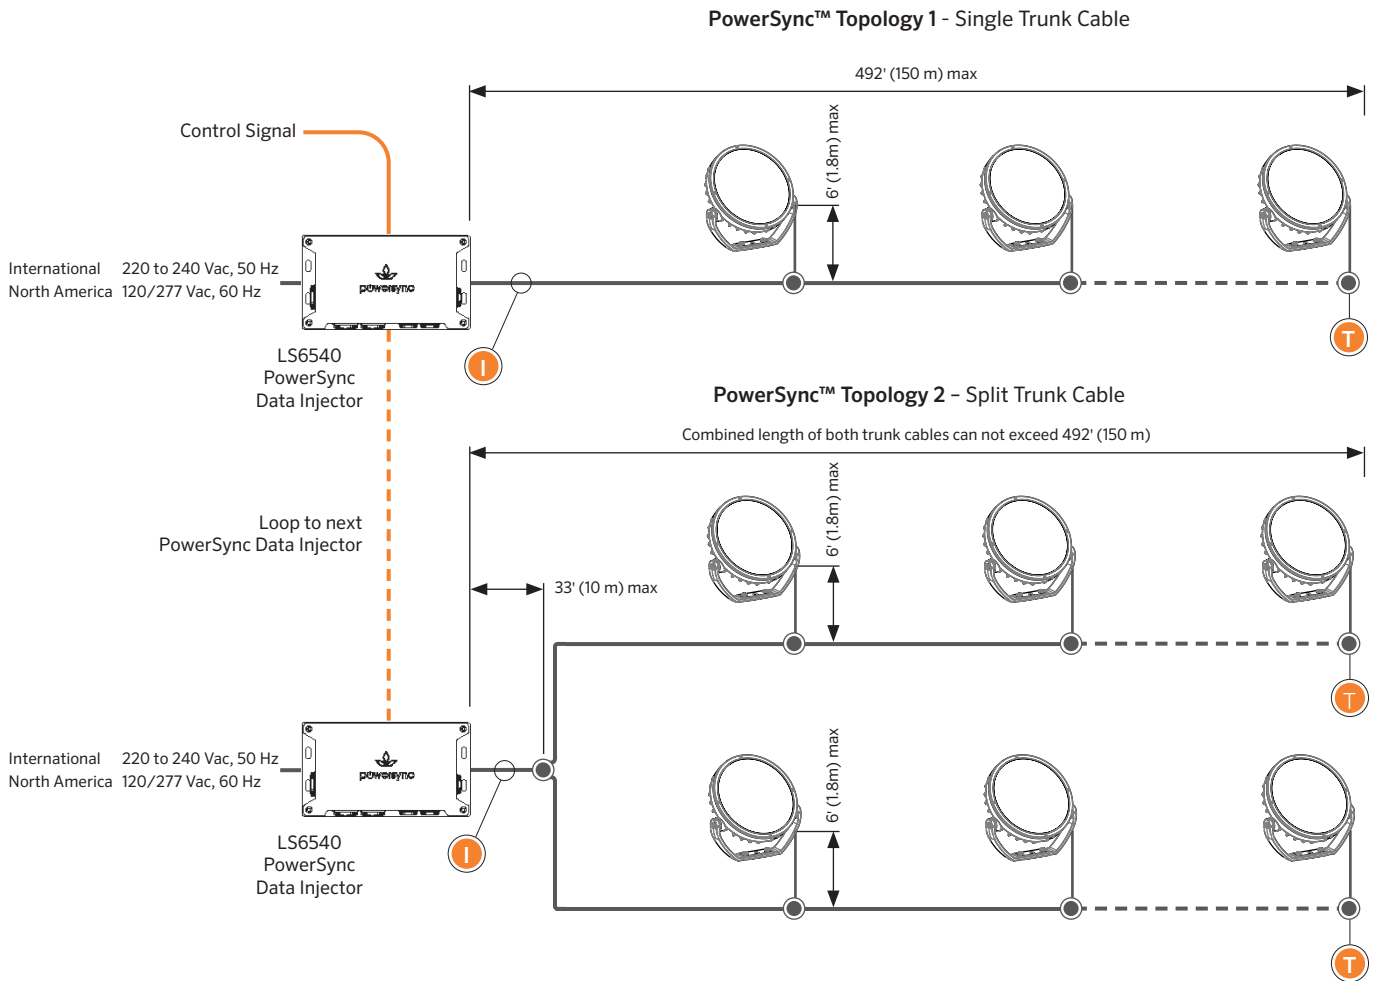 PowerSync™ Topology 1 - Single Trunk Cable
492' (150 m) max
Control Signal
6' (1.8m) max
International 220 to 240 Vac, 50 Hz
North America 120/277 Vac, 60 Hz
powersync
LS6540
PowerSync
Data Injector
I
T
PowerSync™ Topology 2 – Split Trunk Cable
Combined length of both trunk cables can not exceed 492' (150 m)
6' (1.8m) max
Loop to next
PowerSync Data Injector
33' (10 m) max
T
International 220 to 240 Vac, 50 Hz
North America 120/277 Vac, 60 Hz
powersync
6' (1.8m) max
LS6540
PowerSync
Data Injector
I
T